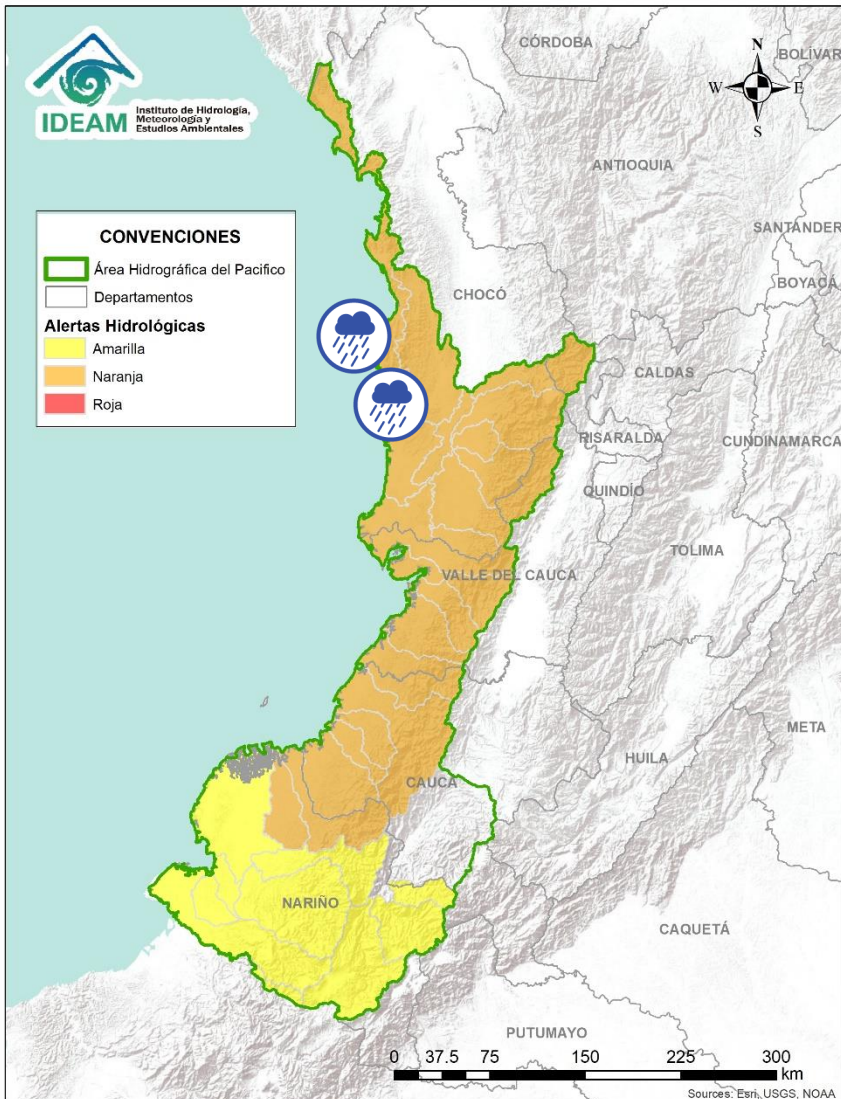 IDEAM
Instituto de Hidrología,
Meteorología y
Estudios Ambientales
CÓRDOBA
BOLÍVAR
N
W
E
S
ANTIOQUIA
SANTANDER
BOYACÁ
CONVENCIONES
Área Hidrográfica del Pacifico
Departamentos
Alertas Hidrológicas
Amarilla
Naranja
Roja
CHOCÓ
CALDAS
RISARALDA
CUNDINAMARCA
QUINDÍO
TOLIMA
VALLE DEL CAUCA
META
HUILA
CAUCA
NARIÑO
CAQUETÁ
PUTUMAYO
0 37.5 75 150 225 300
km
Sources: Esri, USGS, NOAA